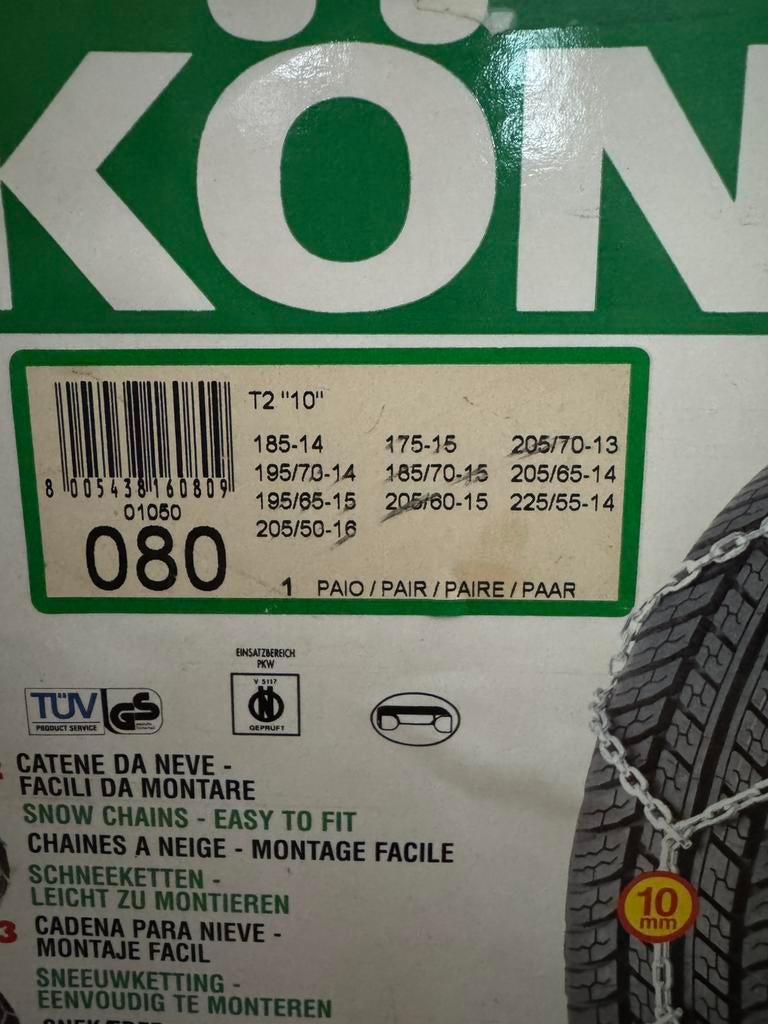 KÖN
T2 "10"
185-14 175-15 205/70-13
195/70-14 185/70-15 205/65-14
195/65-15 205/60-15 225/55-14
205/50-16
8 005438 160809
01050
080
1 PAIO / PAIR / PAIRE / PAAR
EINSATZBEREICH
PKW
V 5117
GEPRÜFT
TÜV
PRODUCT SERVICE
GS
CATENE DA NEVE -
FACILI DA MONTARE
SNOW CHAINS - EASY TO FIT
CHAINES A NEIGE - MONTAGE FACILE
SCHNEEKETTEN -
LEICHT ZU MONTIEREN
3
CADENA PARA NIEVE -
MONTAJE FACIL
SNEEUWKETTING -
EENVOUDIG TE MONTEREN
10
mm